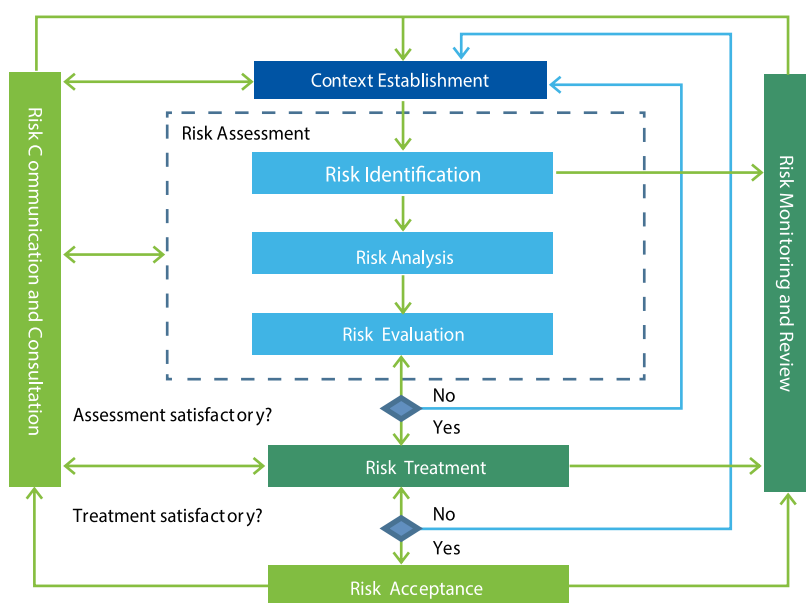 Context Establishment
Risk Assessment
Risk Identification
Risk Analysis
Risk Evaluation
No
Assessment satisfactory?
Yes
Risk Treatment
Treatment satisfactory?
No
Yes
Risk Acceptance
Risk C ommunication and Consultation
Risk Monitoring and Review